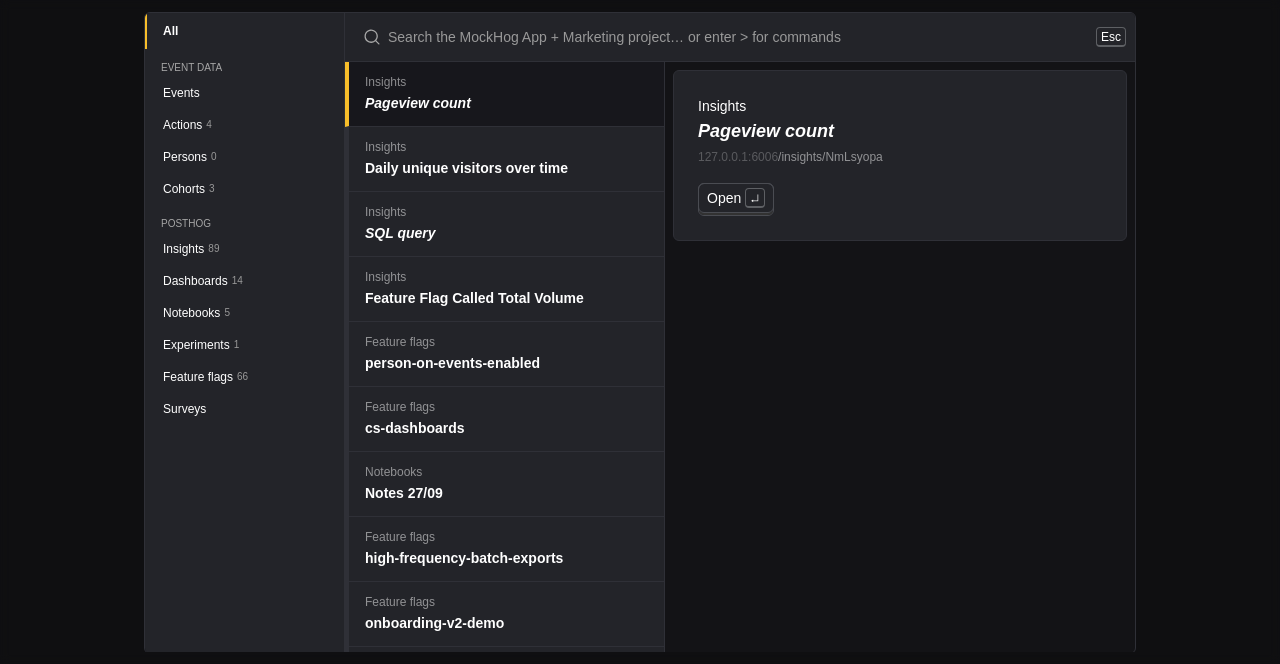 All
EVENT DATA
Events
Actions 4
Persons 0
Cohorts 3
POSTHOG
Insights 89
Dashboards 14
Notebooks 5
Experiments 1
Feature flags 66
Surveys
Search the MockHog App + Marketing project… or enter > for commands
Esc
Insights
Pageview count
Insights
Daily unique visitors over time
Insights
SQL query
Insights
Feature Flag Called Total Volume
Feature flags
person-on-events-enabled
Feature flags
cs-dashboards
Notebooks
Notes 27/09
Feature flags
high-frequency-batch-exports
Feature flags
onboarding-v2-demo
Insights
Pageview count
127.0.0.1:6006/insights/NmLsyopa
Open ↵